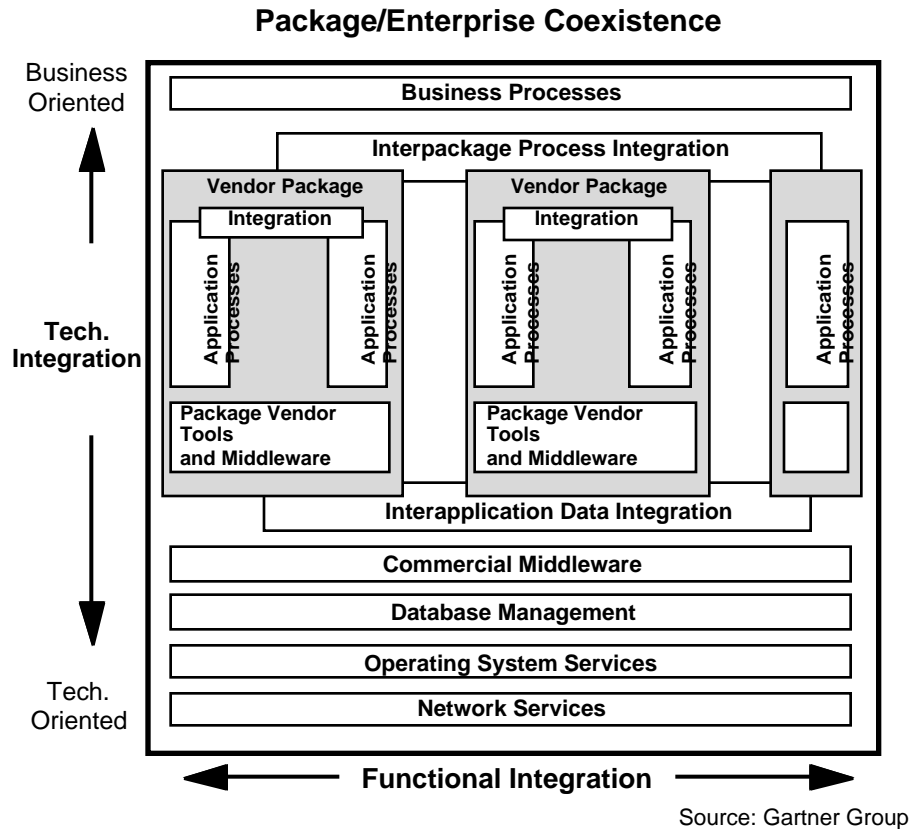 Package/Enterprise Coexistence
Business
Oriented
Business Processes
Interpackage Process Integration
Vendor Package
Integration
Application
Processes
Application
Processes
Package Vendor
Tools
and Middleware
Vendor Package
Integration
Application
Processes
Application
Processes
Package Vendor
Tools
and Middleware
Application
Processes
Tech.
Integration
Interapplication Data Integration
Commercial Middleware
Database Management
Operating System Services
Network Services
Tech.
Oriented
Functional Integration
Source: Gartner Group